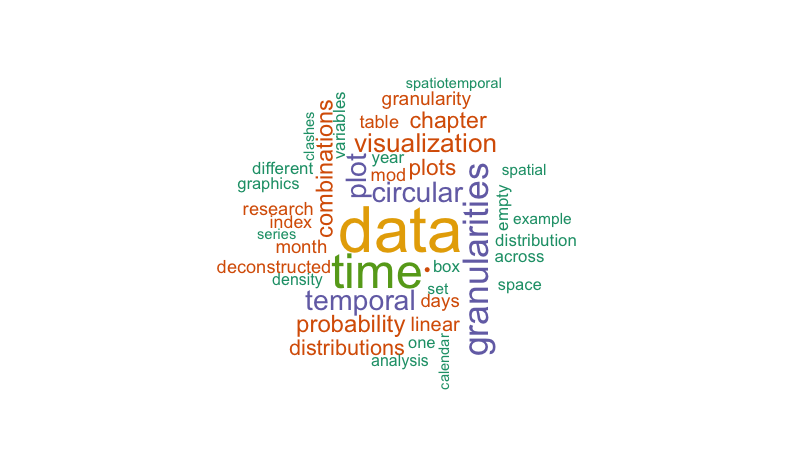 spatiotemporal
granularity
table chapter
visualization
combinations
clashes
variables
year
plot
mod plots
different
graphics
circular
spatial
granularities
empty
research
index
series
month
data
example
distribution
across
deconstructed
density
time • box
set
space
temporal days
probability linear
distributions one
analysis
calendar